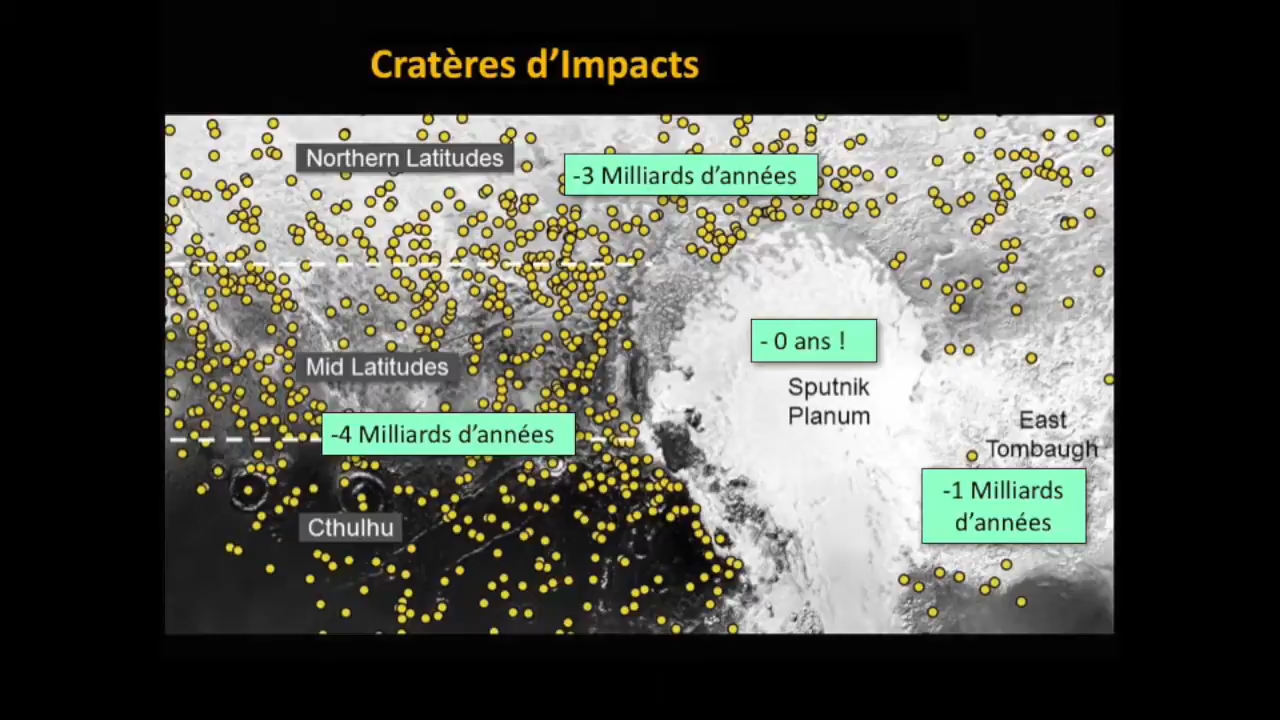 Cratères d’Impacts
Northern Latitudes
-3 Milliards d’années
- 0 ans !
Mid Latitudes
Sputnik
Planum
-4 Milliards d’années
East
Tombaugh
-1 Milliards
d’années
Cthulhu